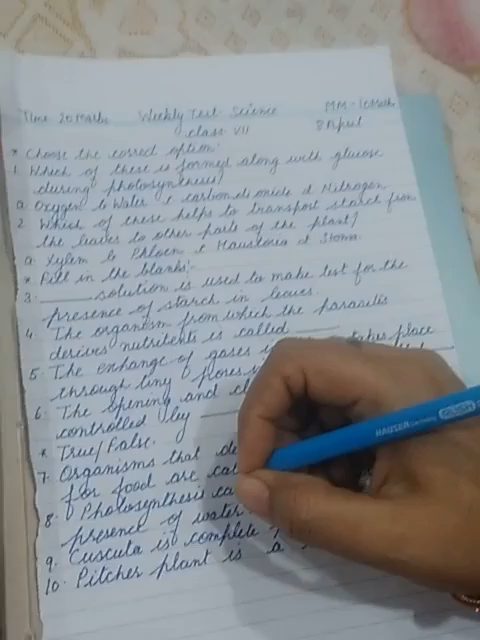 Time 20 Weekly Test Science MM- 10
class VII 8 April
* Choose the correct option:
1. Which of these is formed along with glucose
during photosynthesis?
a Oxygen b Water c carbondioxide d Nitrogen
2. Which of these helps to transport starch from
the leaves to other parts of the plant?
a Xylem b Phloem c Haustoria d Stoma
* Fill in the blanks:-
3. ______ solution is used to make test for the
presence of starch in leaves
4. The organism from which the parasites
derives nutrients is called ______
5. The exhange of gases takes place
through tiny pores
6. The opening and
controlled by ______
* True/False.
7. Organisms that
for food are
8. Photosynthesis
presence of water
9. Cuscuta is complete
10. Pitcher plant is a
HAUSER